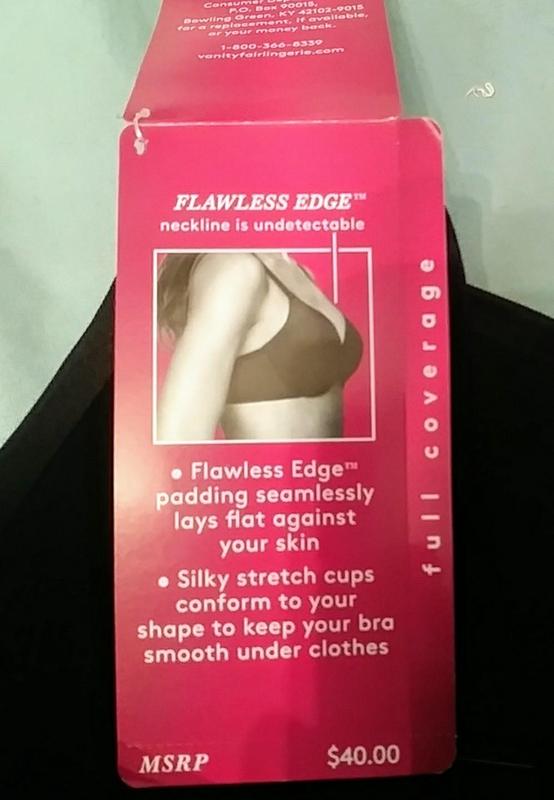 Consumer
P.O. Box 90015,
Bowling Green, KY 42102-9015
for a replacement, if available,
or your money back.
1-800-366-8339
vanityfairlingerie.com
FLAWLESS EDGE™
neckline is undetectable
• Flawless Edge™
padding seamlessly
lays flat against
your skin
• Silky stretch cups
conform to your
shape to keep your bra
smooth under clothes
full coverage
MSRP $40.00